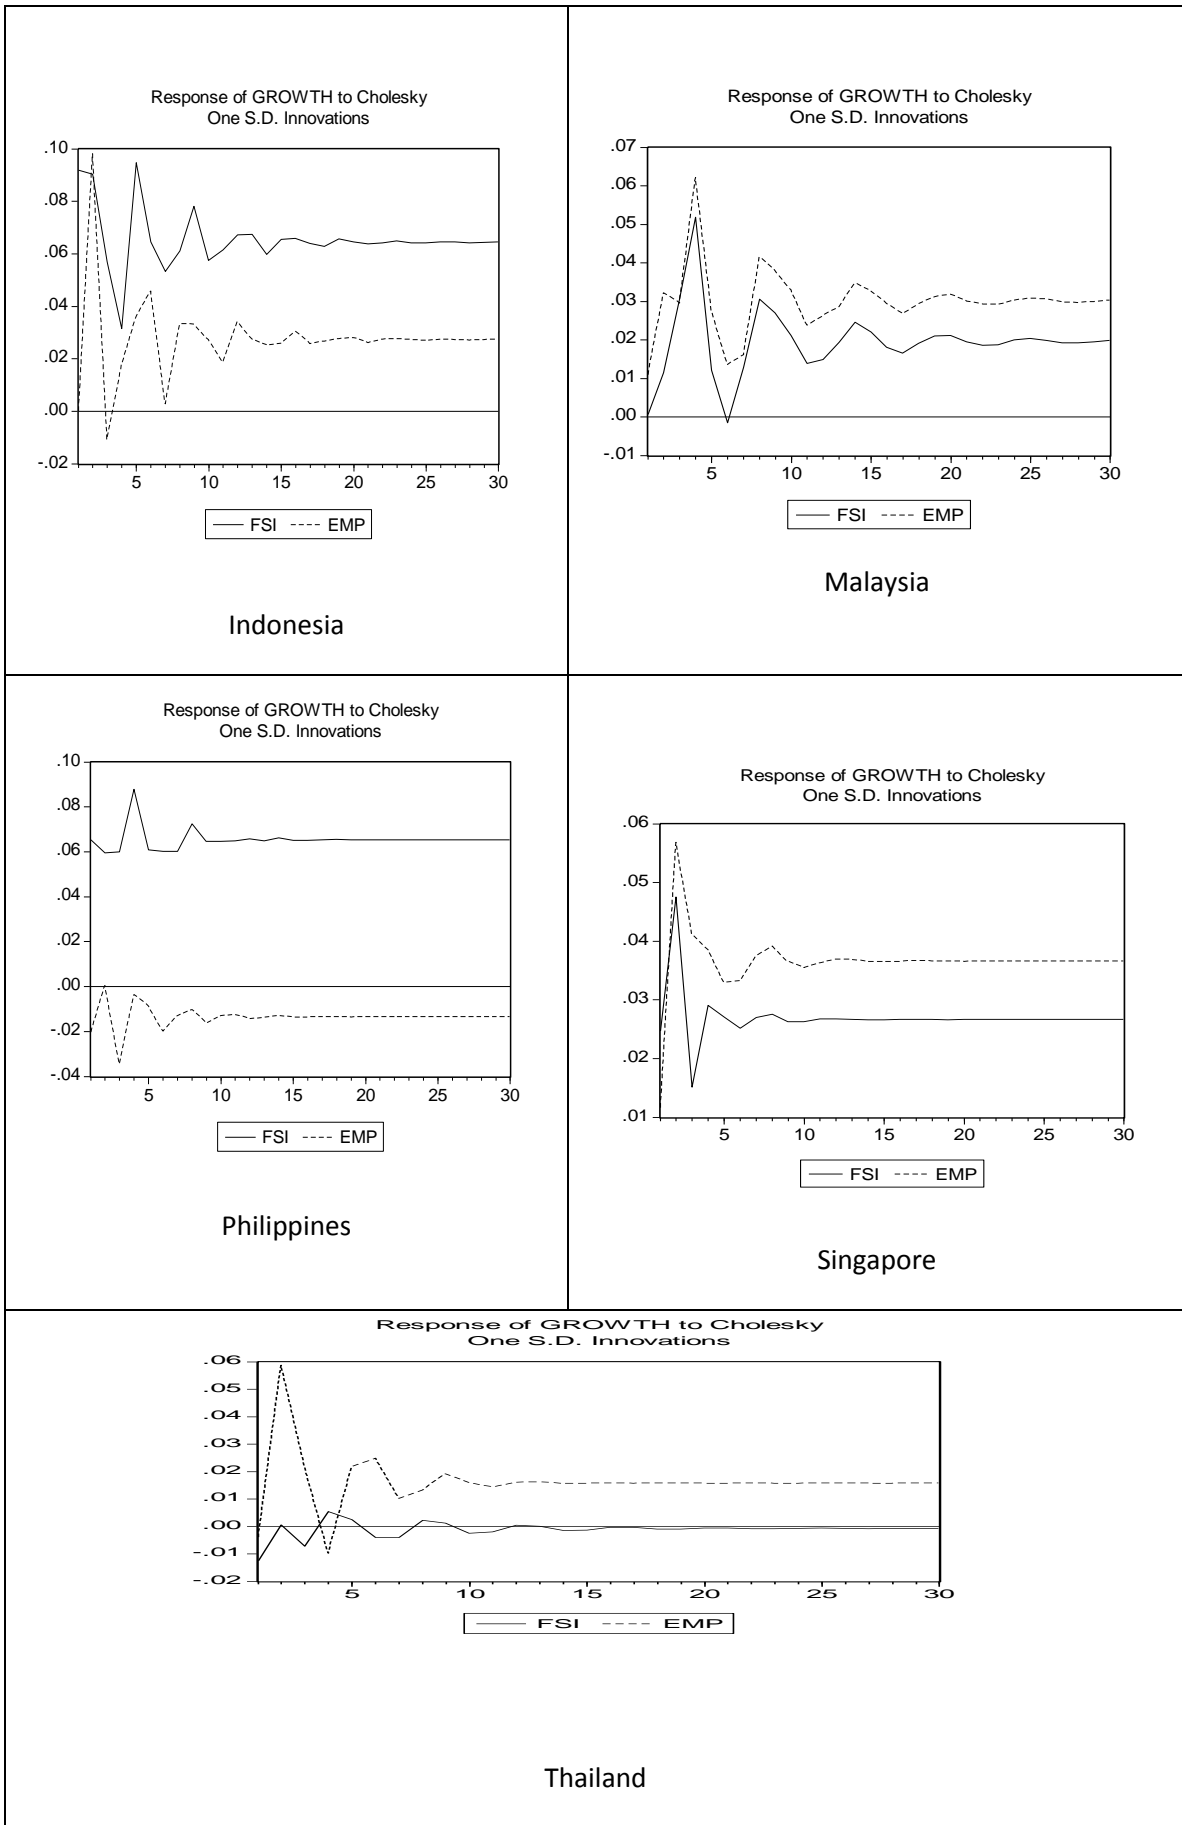 Response of GROWTH to Cholesky
One S.D. Innovations
.10
.08
.06
.04
.02
.00
-.02
5 10 15 20 25 30
FSI EMP
Indonesia
Response of GROWTH to Cholesky
One S.D. Innovations
.07
.06
.05
.04
.03
.02
.01
.00
-.01
5 10 15 20 25 30
FSI EMP
Malaysia
Response of GROWTH to Cholesky
One S.D. Innovations
.10
.08
.06
.04
.02
.00
-.02
-.04
5 10 15 20 25 30
FSI EMP
Philippines
Response of GROWTH to Cholesky
One S.D. Innovations
.06
.05
.04
.03
.02
.01
5 10 15 20 25 30
FSI EMP
Singapore
Response of GROWTH to Cholesky
One S.D. Innovations
.06
.05
.04
.03
.02
.01
.00
-.01
-.02
5 10 15 20 25 30
FSI EMP
Thailand